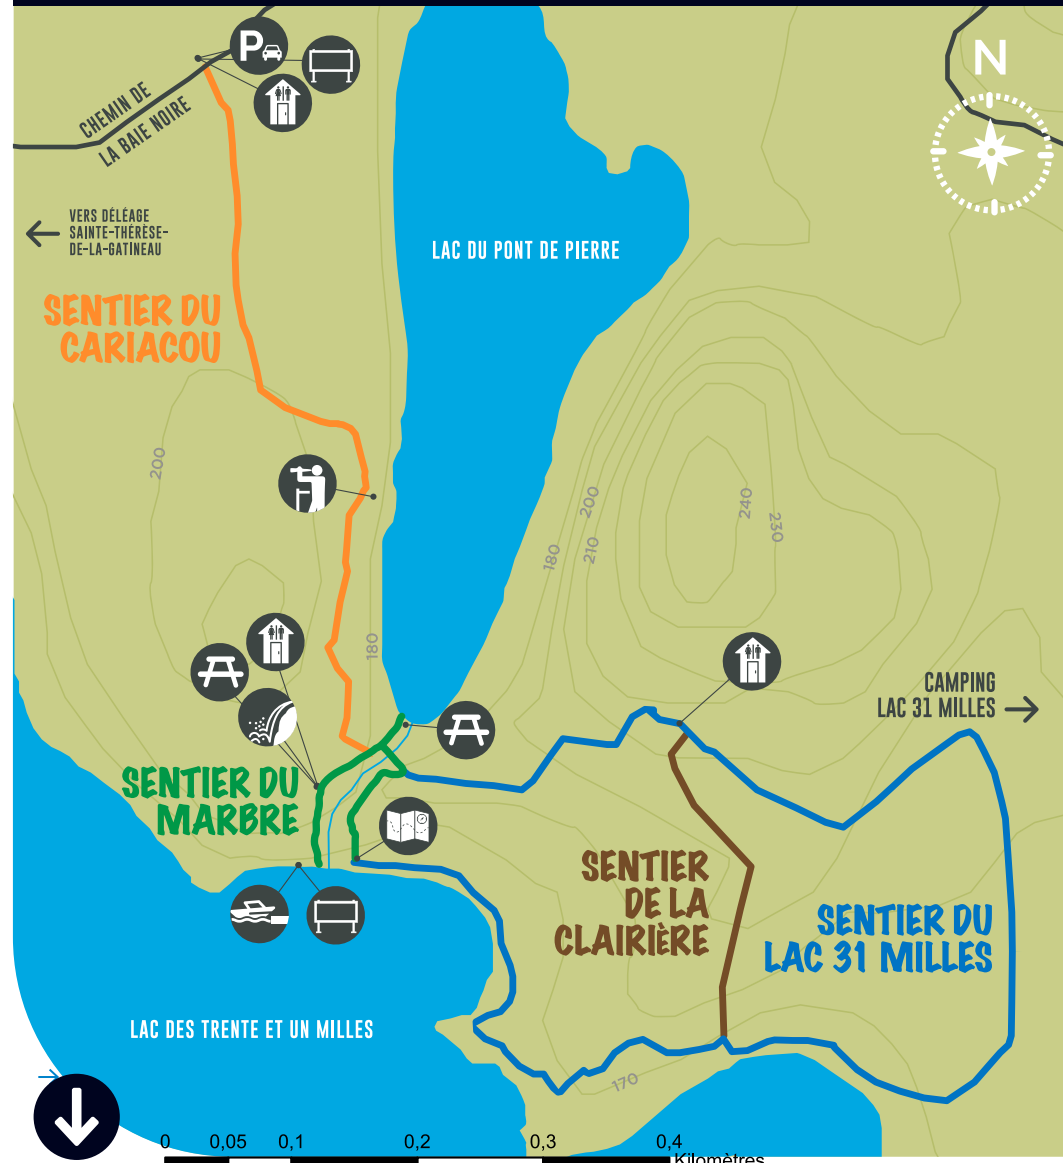 P
N
CHEMIN DE
LA BAIE NOIRE
VERS DÉLÉAGE
SAINTE-THÉRÈSE-
DE-LA-GATINEAU
LAC DU PONT DE PIERRE
SENTIER DU
CARIACOU
200
200
240
230
210
180
180
CAMPING
LAC 31 MILLES
SENTIER DU
MARBRE
SENTIER
DE LA
CLAIRIÈRE
SENTIER DU
LAC 31 MILLES
LAC DES TRENTE ET UN MILLES
170
0 0,05 0,1 0,2 0,3 0,4
Kilomètres